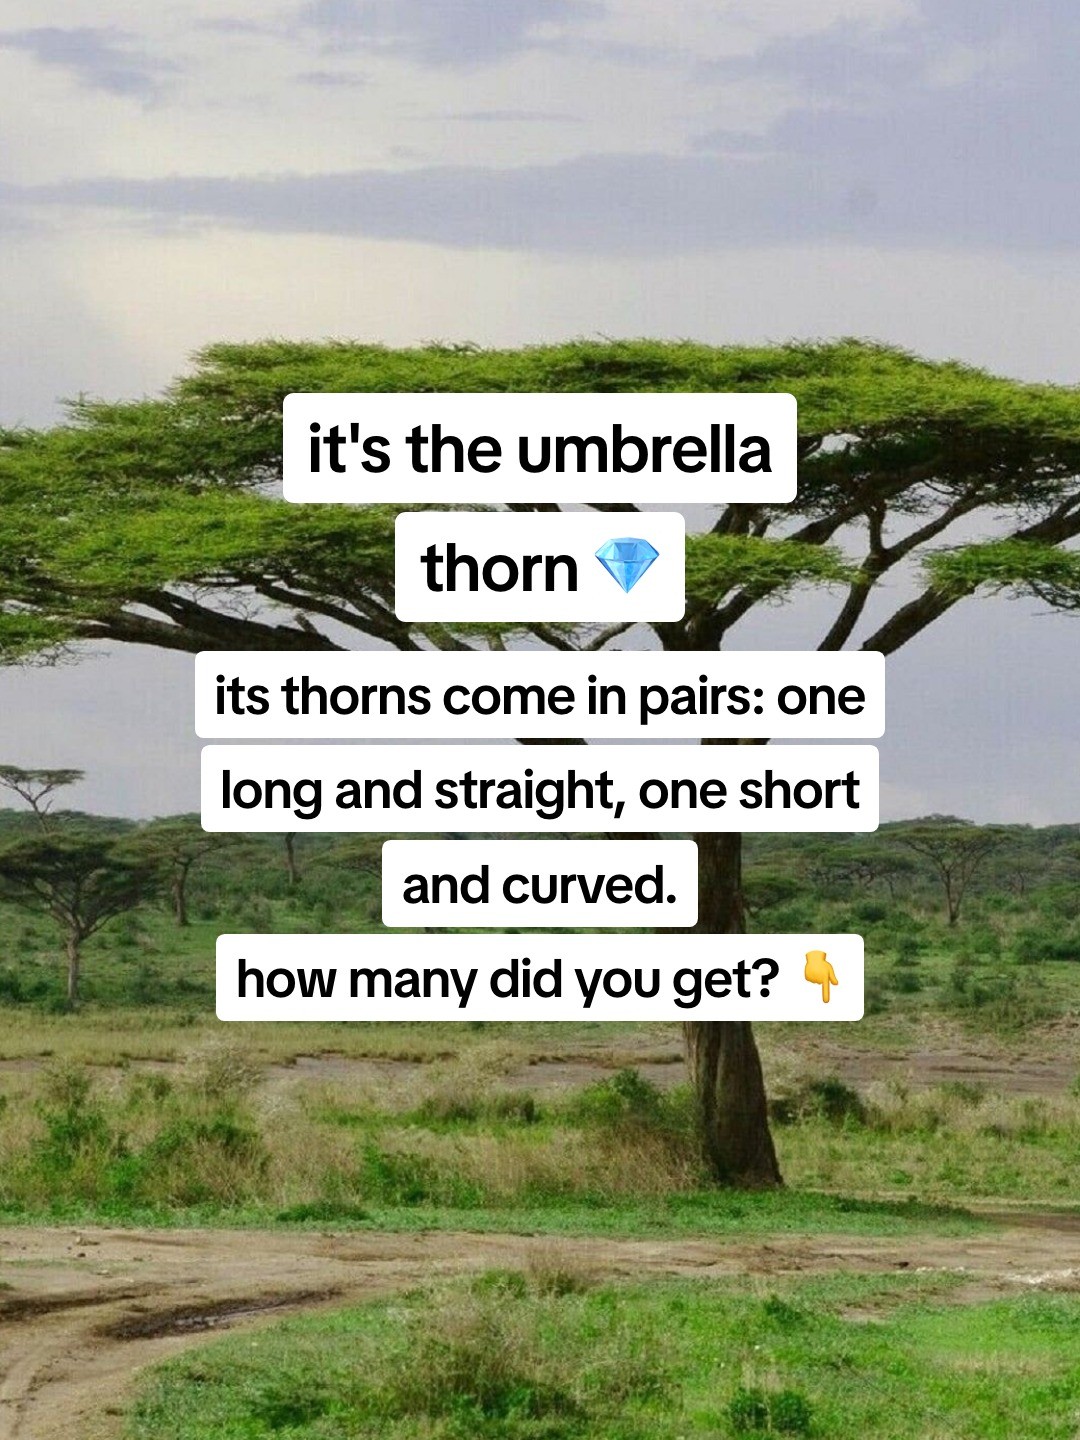 it's the umbrella
thorn 💎
its thorns come in pairs: one
long and straight, one short
and curved.
how many did you get? 👇